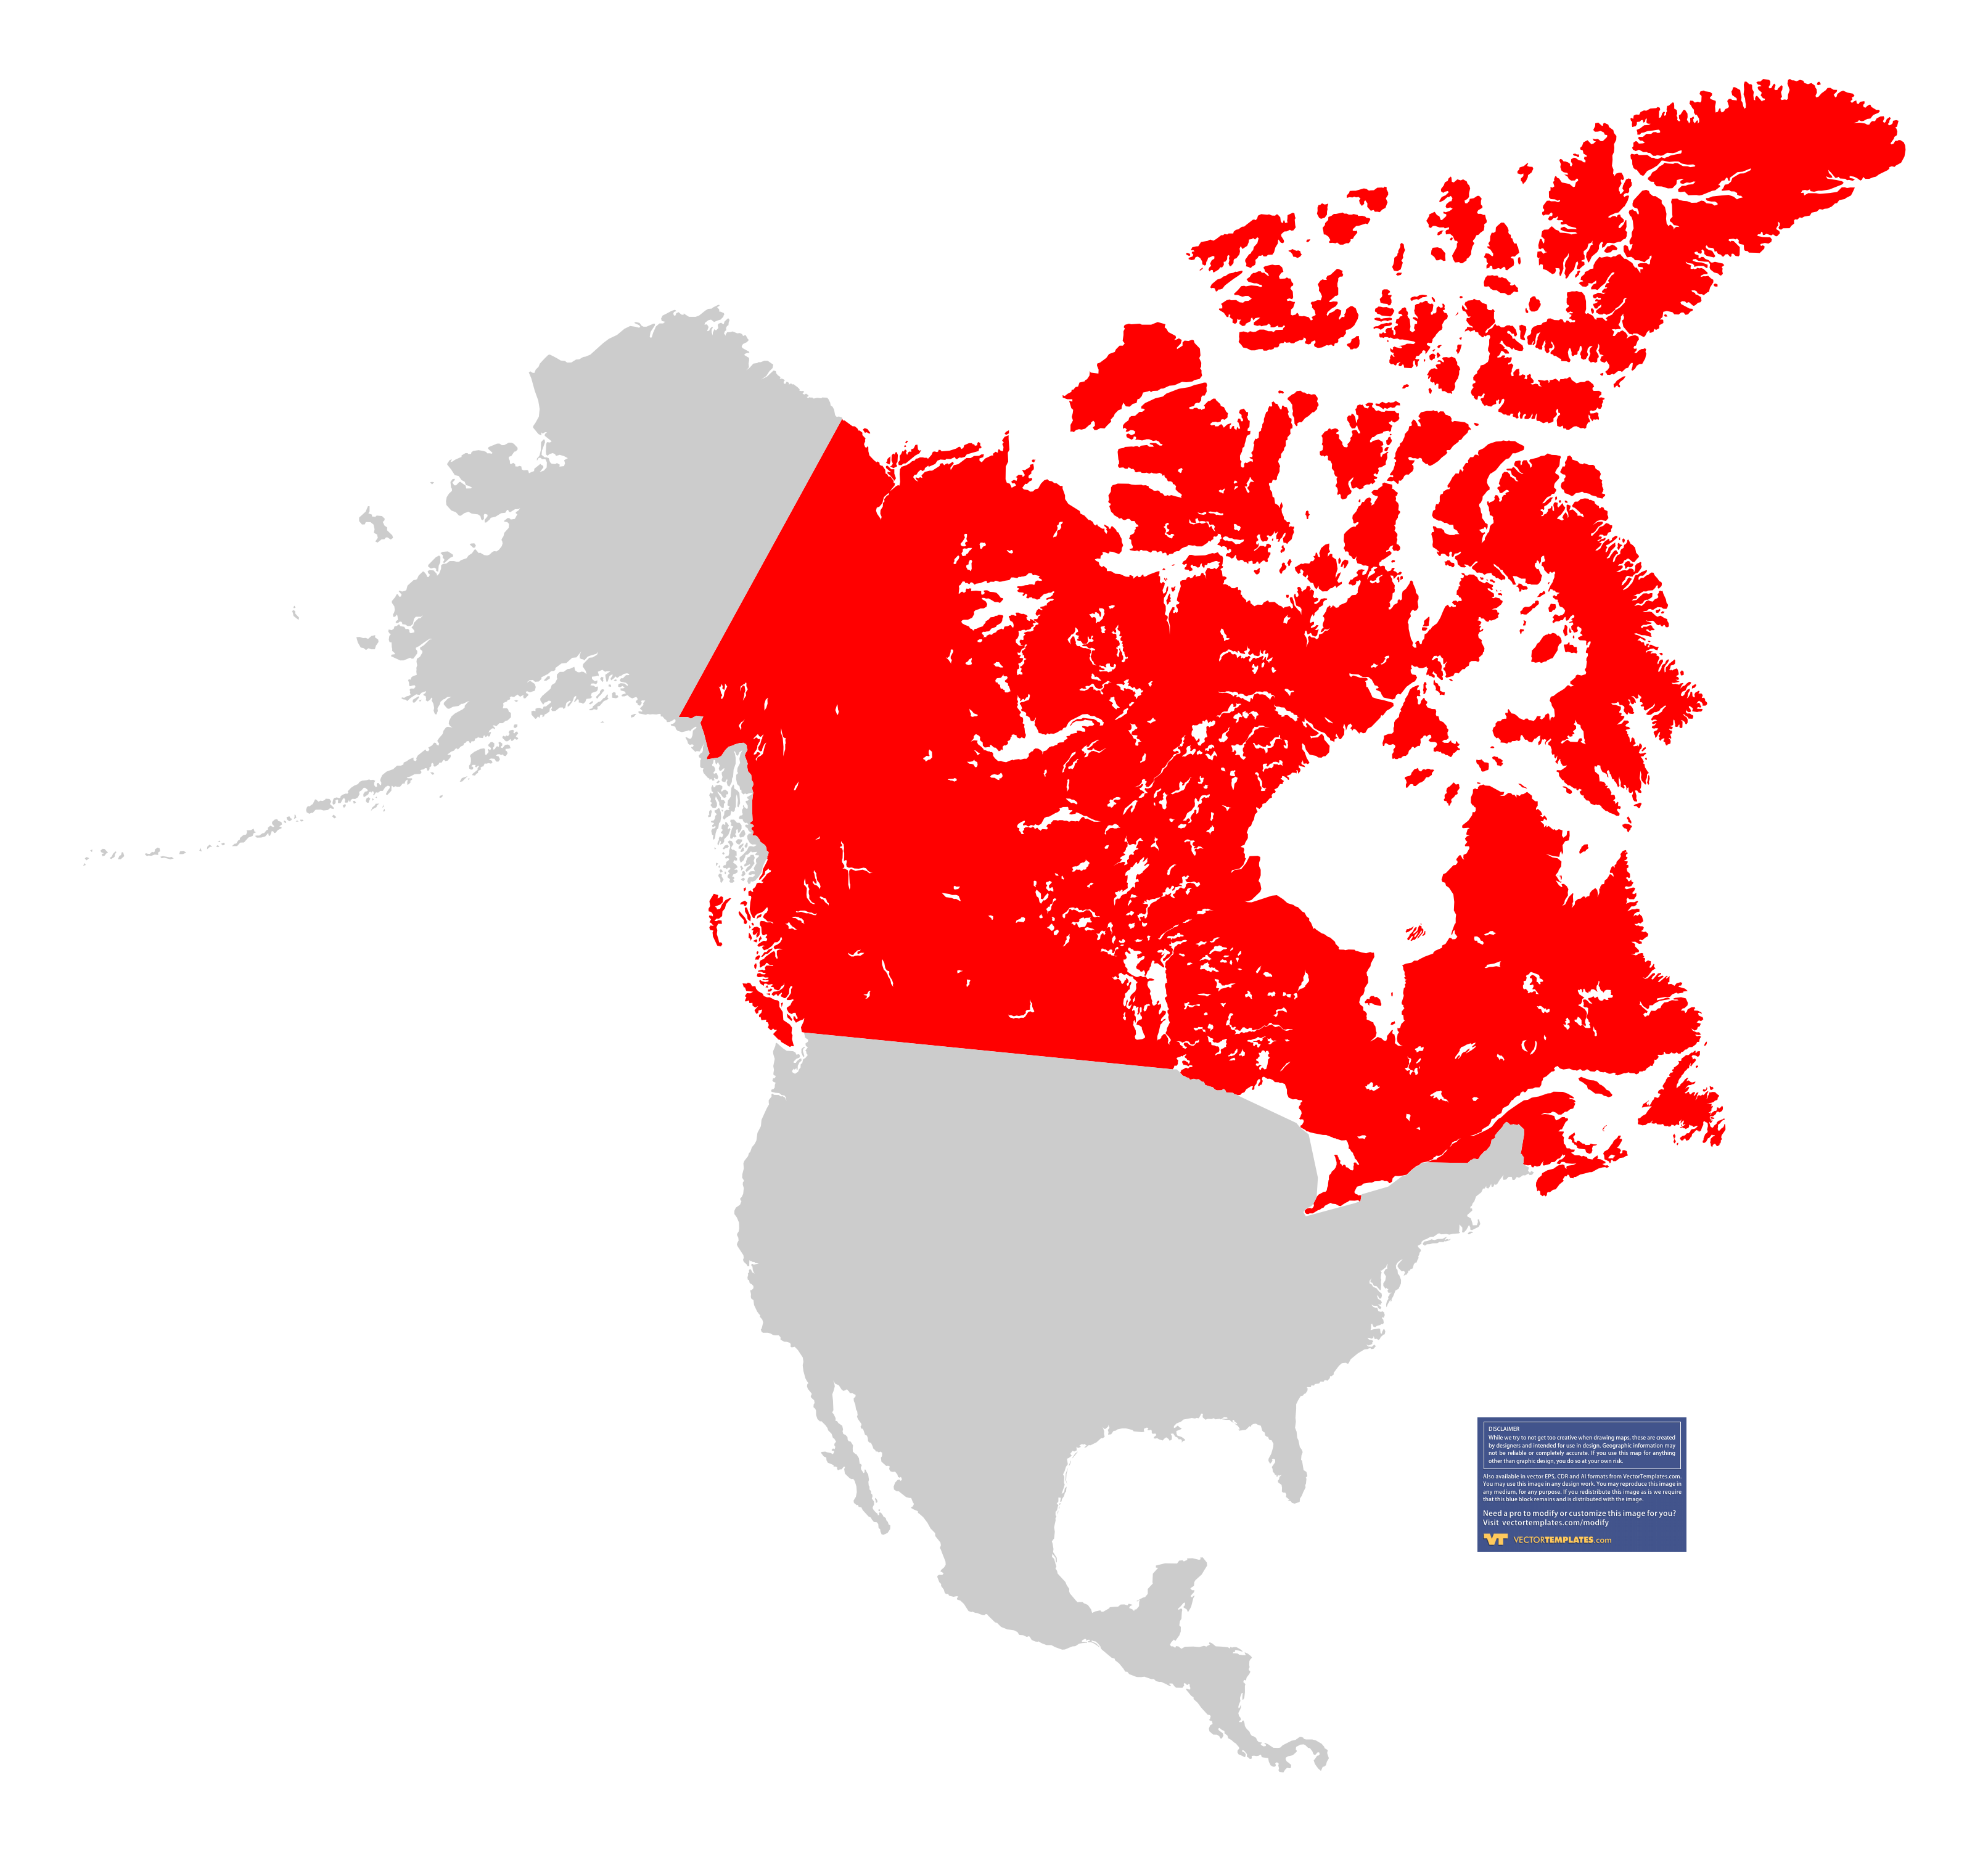 DISCLAIMER
While we try to not get too creative when drawing maps, these are created
by designers and intended for use in design. Geographic information may
not be reliable or completely accurate. If you use this map for anything
other than graphic design, you do so at your own risk.
Also available in vector EPS, CDR and AI formats from VectorTemplates.com.
You may use this image in any design work. You may reproduce this image in
any medium, for any purpose. If you redistribute this image as is we require
that this blue block remains and is distributed with the image.
Need a pro to modify or customize this image for you?
Visit vectortemplates.com/modify
VT VECTORTEMPLATES.com